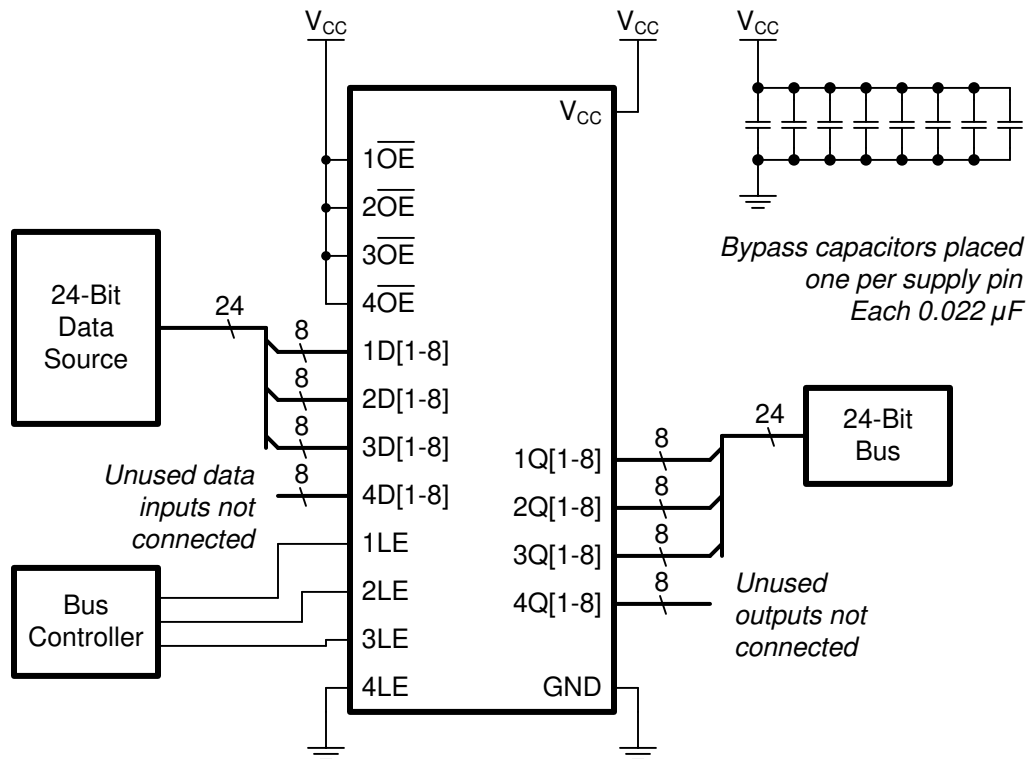 VCC
VCC
VCC
VCC
1OE
2OE
3OE
4OE
Bypass capacitors placed
one per supply pin
Each 0.022 µF
24-Bit
Data
Source
24
8
1D[1-8]
8
2D[1-8]
8
3D[1-8]
8
4D[1-8]
Unused data
inputs not
connected
1LE
2LE
3LE
4LE
Bus
Controller
1Q[1-8]
8
2Q[1-8]
8
3Q[1-8]
8
4Q[1-8]
8
24
24-Bit
Bus
Unused
outputs not
connected
GND